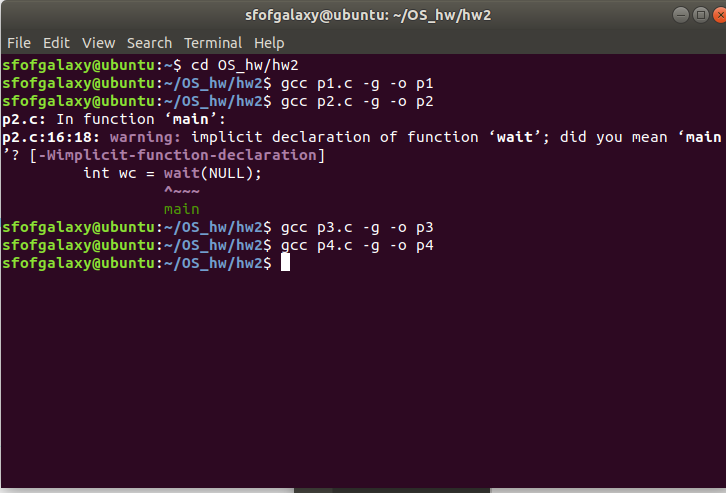 sfofgalaxy@ubuntu: ~/OS_hw/hw2
File Edit View Search Terminal Help
sfofgalaxy@ubuntu:~$ cd OS_hw/hw2
sfofgalaxy@ubuntu:~/OS_hw/hw2$ gcc p1.c -g -o p1
sfofgalaxy@ubuntu:~/OS_hw/hw2$ gcc p2.c -g -o p2
p2.c: In function ‘main’:
p2.c:16:18: warning: implicit declaration of function ‘wait’; did you mean ‘main
’? [-Wimplicit-function-declaration]
         int wc = wait(NULL);
                  ^~~~
                  main
sfofgalaxy@ubuntu:~/OS_hw/hw2$ gcc p3.c -g -o p3
sfofgalaxy@ubuntu:~/OS_hw/hw2$ gcc p4.c -g -o p4
sfofgalaxy@ubuntu:~/OS_hw/hw2$